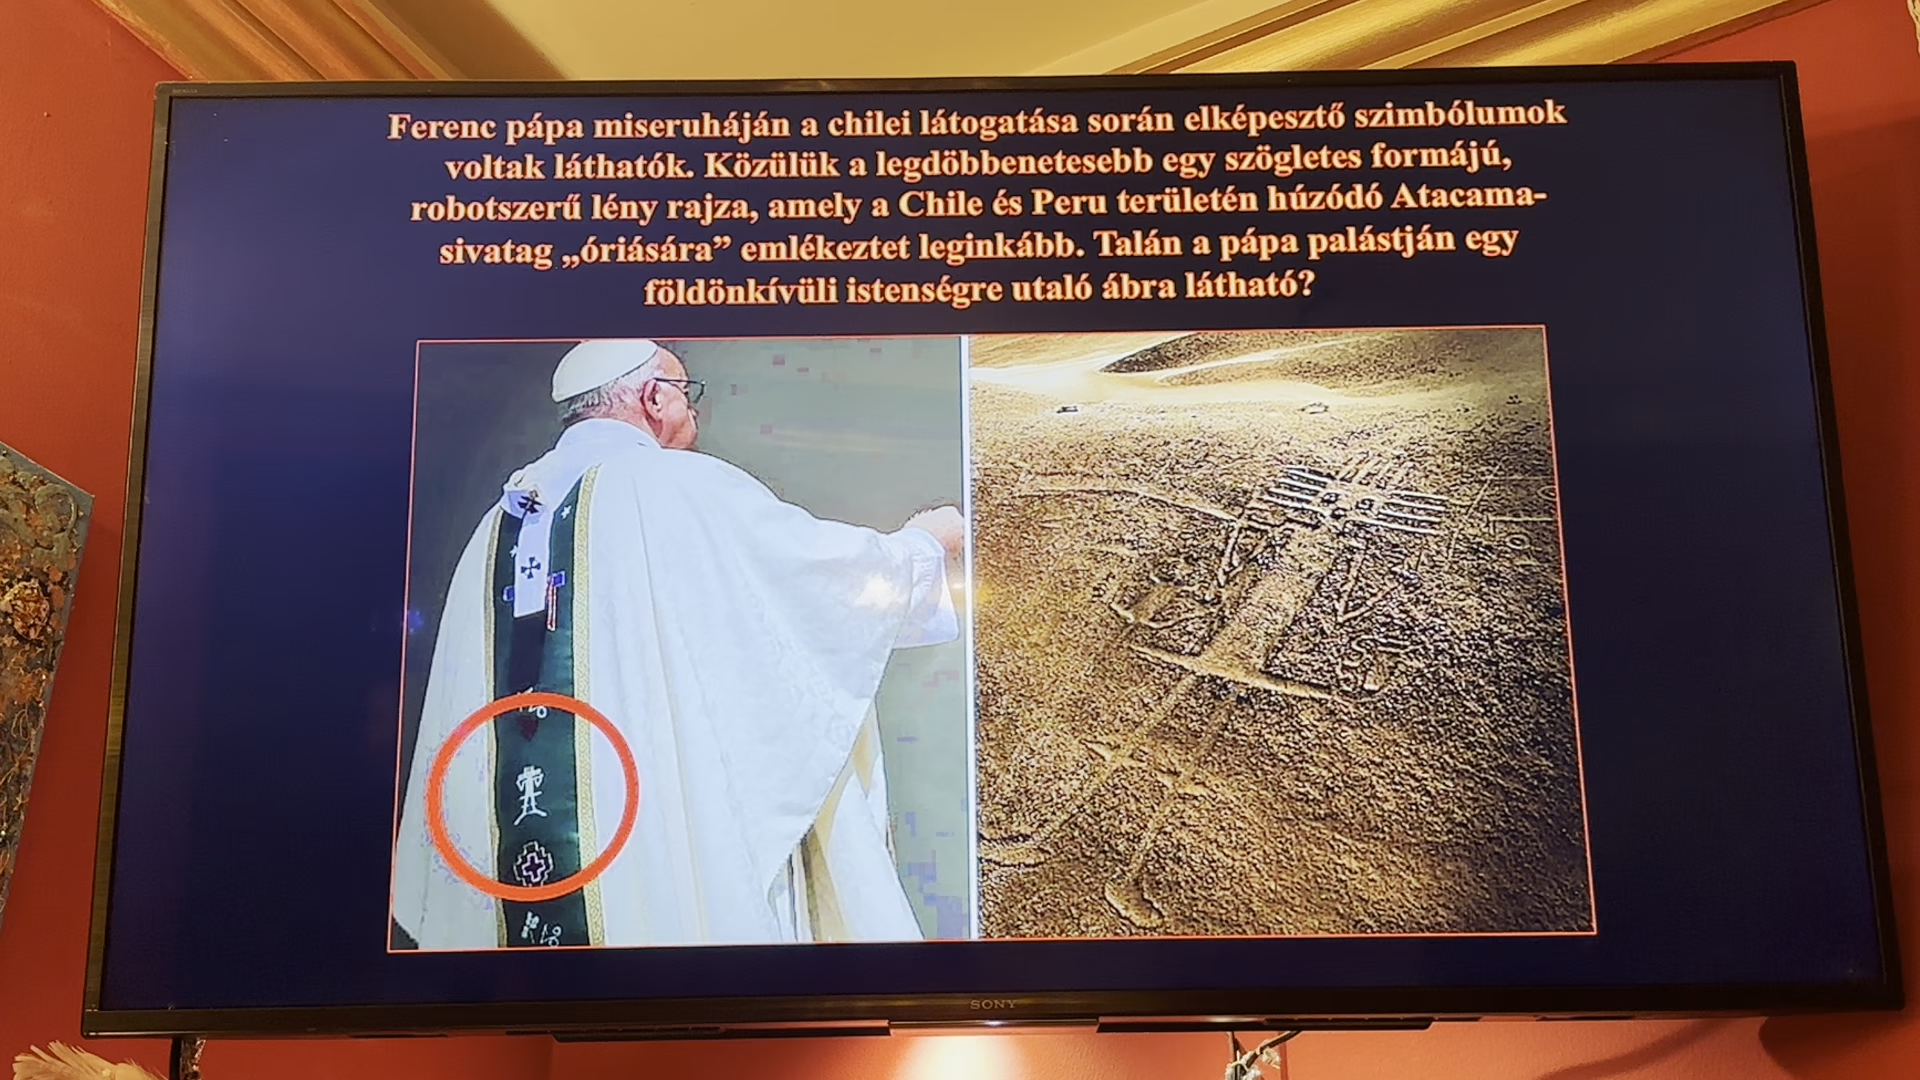 Ferenc pápa miseruháján a chilei látogatása során elképesztő szimbólumok
voltak láthatók. Közülük a legdöbbenetesebb egy szögletes formájú,
robotszerű lény rajza, amely a Chile és Peru területén húzódó Atacama-
sivatag „óriására” emlékeztet leginkább. Talán a pápa palástján egy
földönkívüli istenségre utaló ábra látható?
SONY